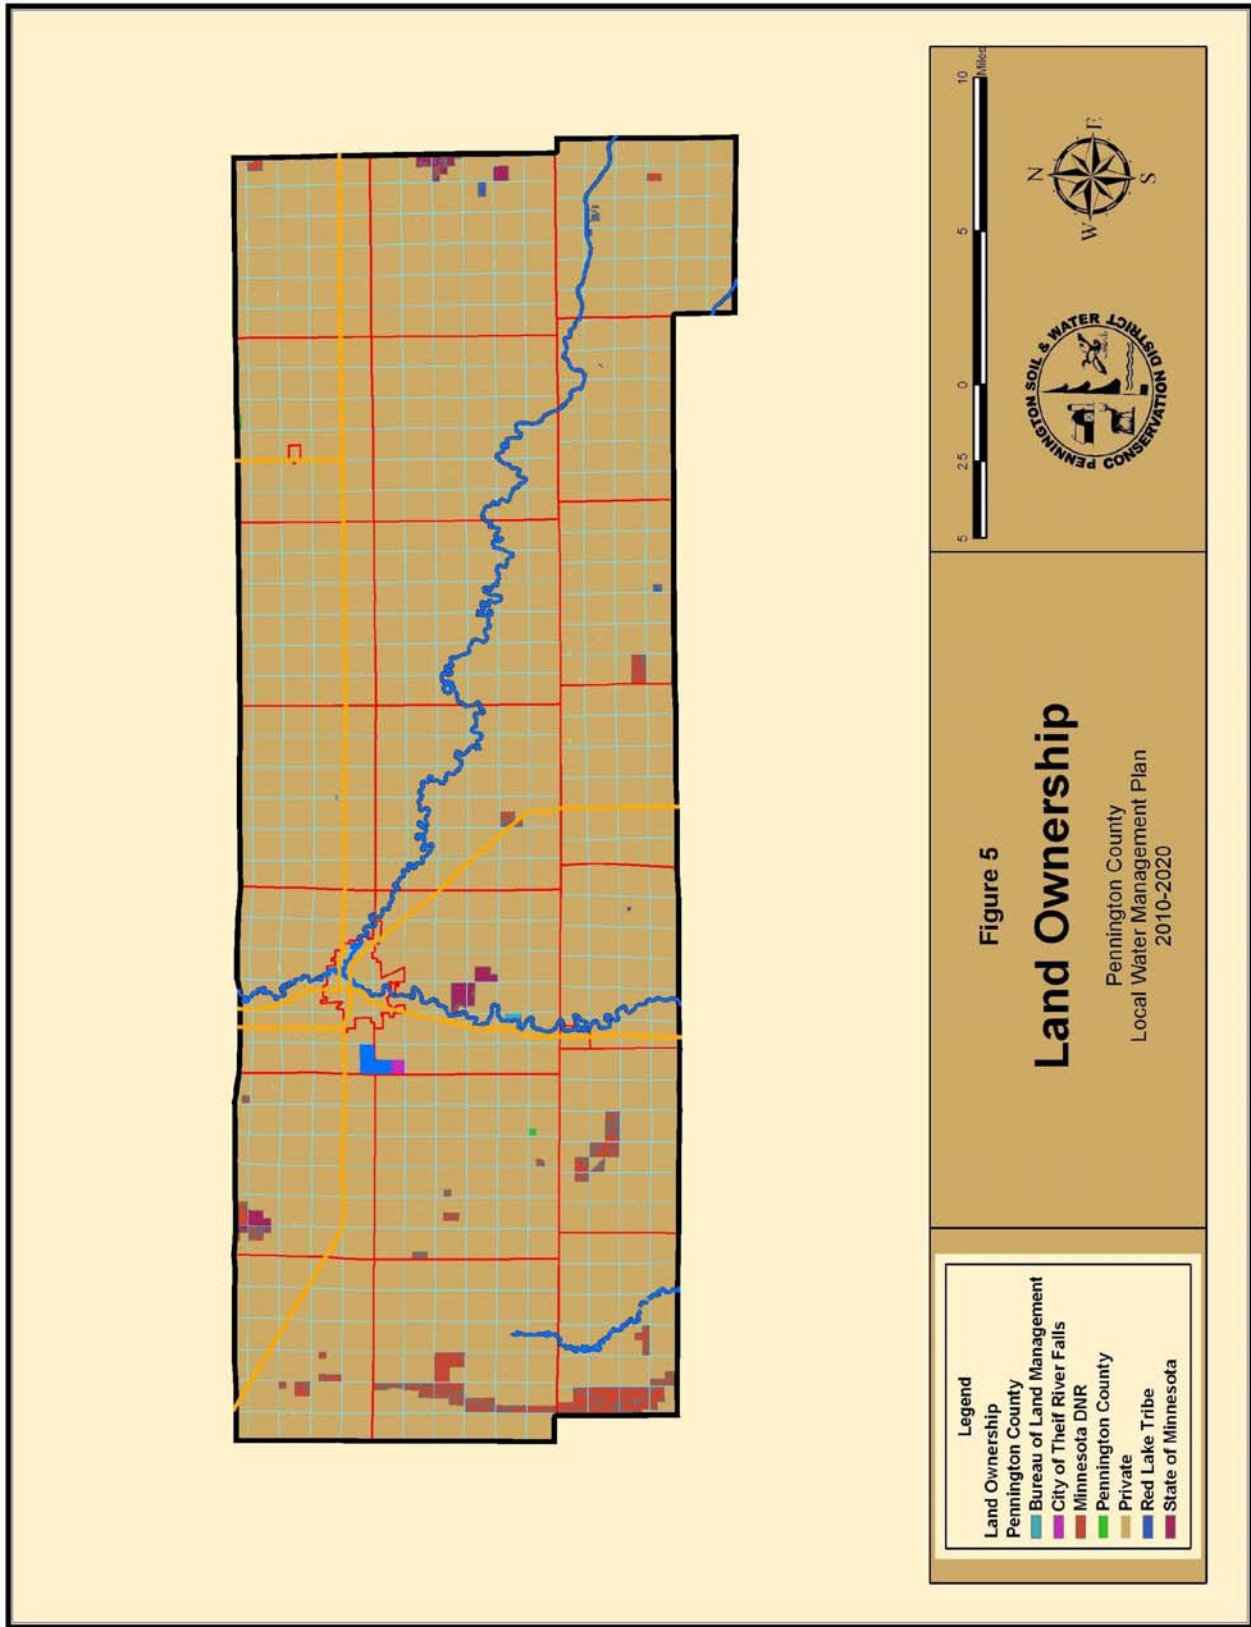 Legend
Land Ownership
Pennington County
Bureau of Land Management
City of Theif River Falls
Minnesota DNR
Pennington County
Private
Red Lake Tribe
State of Minnesota
Figure 5
Land Ownership
Pennington County
Local Water Management Plan
2010-2020
5 2.5 0 5 10
Miles
PENNINGTON SOIL & WATER
CONSERVATION DISTRICT
N
W E
S